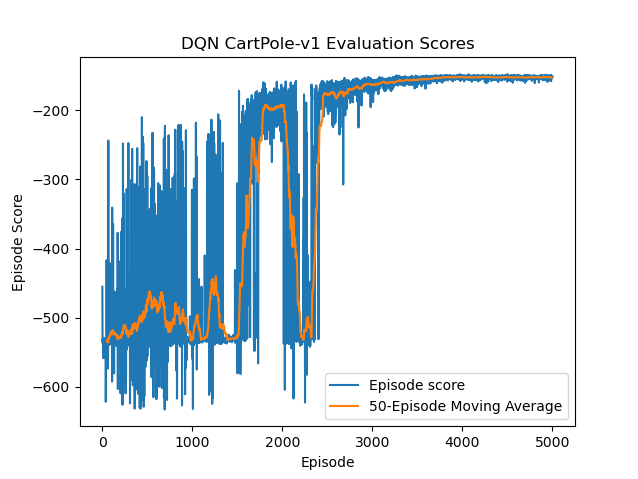 DQN CartPole-v1 Evaluation Scores
−200
−300
−400
−500
−600
Episode Score
0
1000
2000
3000
4000
5000
Episode
Episode score
50-Episode Moving Average